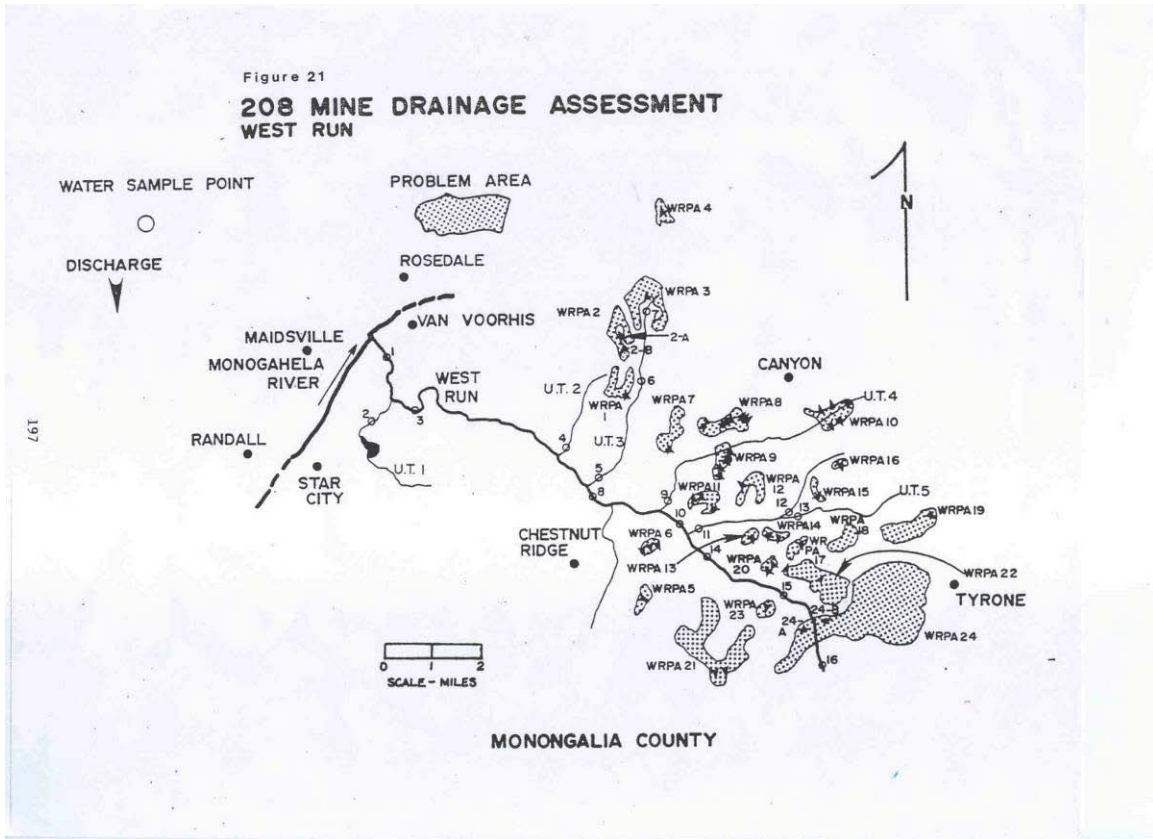 Figure 21
208 MINE DRAINAGE ASSESSMENT
WEST RUN
WATER SAMPLE POINT
PROBLEM AREA
DISCHARGE
N
WRPA 4
ROSEDALE
WRPA 3
WRPA 2
7
VAN VOORHIS
MAIDSVILLE
2-A
2-B
MONOGAHELA
RIVER
1
CANYON
WEST
RUN
U.T. 2
6
WRPA
1
WRPA 7
WRPA 8
U.T. 4
WRPA 10
2
3
197
RANDALL
4
U.T. 3
WRPA 9
WRPA 16
U.T. 1
5
STAR
CITY
8
9
WRPA 11
WRPA
12
WRPA 15
U.T. 5
12
13
WRPA 19
10
11
WRPA 14
WRPA
18
CHESTNUT
RIDGE
WRPA 6
14
WR
PA
17
WRPA 13
WRPA
20
WRPA 22
TYRONE
WRPA 5
15
WRPA
23
24-
A
24-B
WRPA 24
0 1 2
SCALE - MILES
WRPA 21
16
MONONGALIA COUNTY